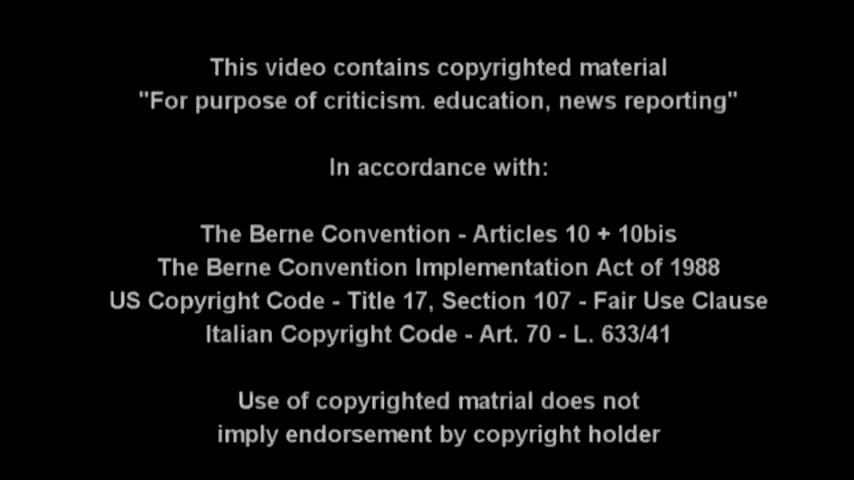 This video contains copyrighted material
"For purpose of criticism. education, news reporting"
In accordance with:
The Berne Convention - Articles 10 + 10bis
The Berne Convention Implementation Act of 1988
US Copyright Code - Title 17, Section 107 - Fair Use Clause
Italian Copyright Code - Art. 70 - L. 633/41
Use of copyrighted matrial does not
imply endorsement by copyright holder